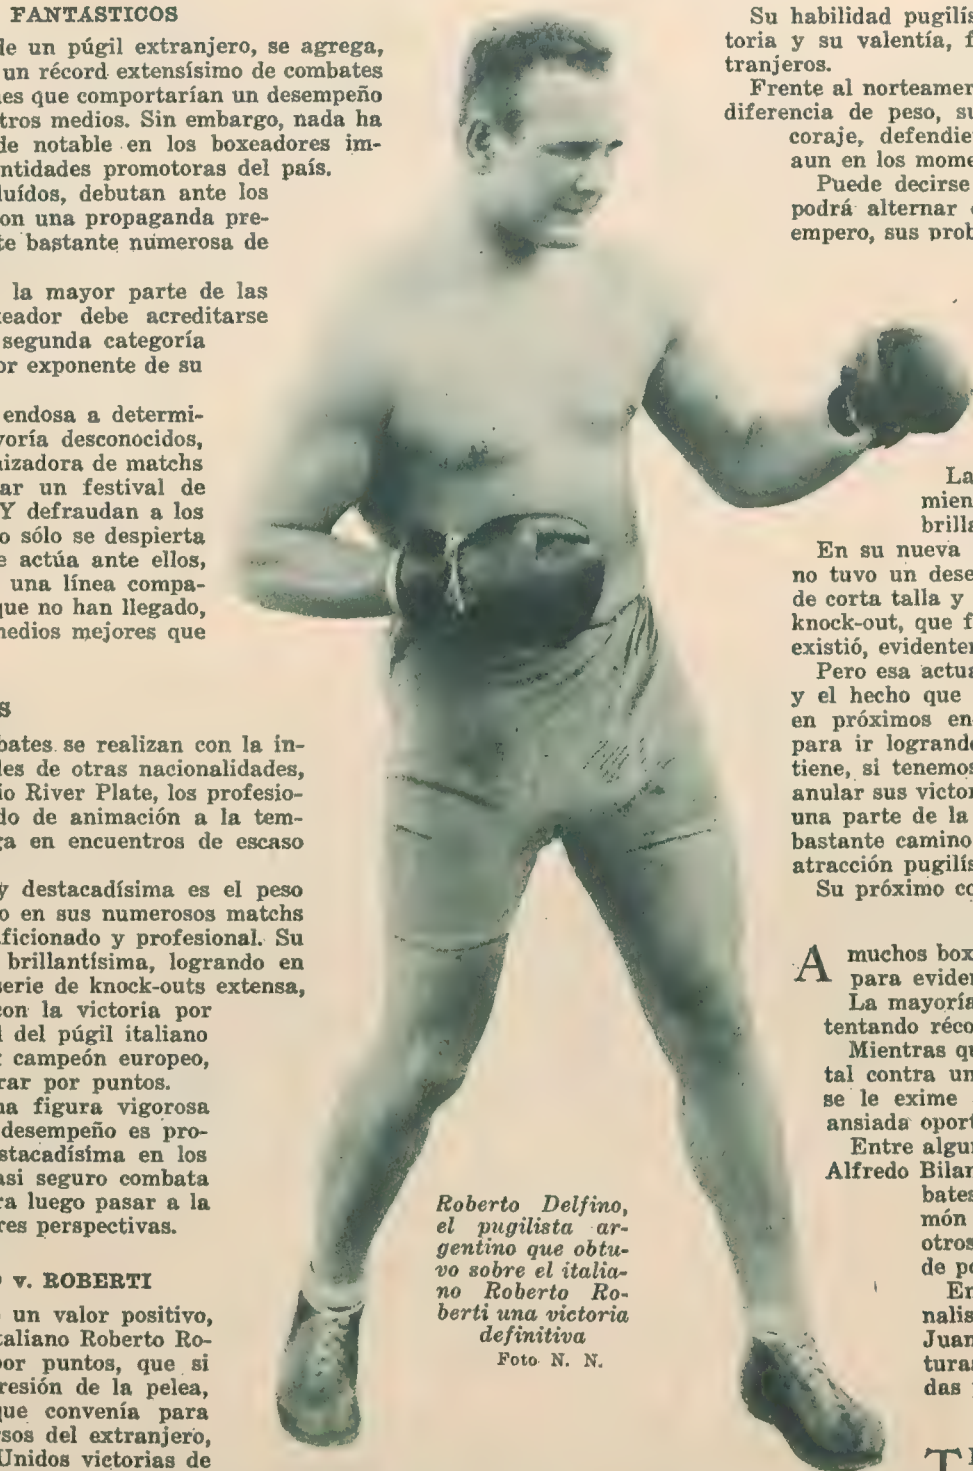 FANTÁSTICOS
de un púgil extranjero, se agrega,
un récord extensísimo de combates
es que comportarían un desempeño
tros medios. Sin embargo, nada ha
de notable en los boxeadores im-
entidades promotoras del país.
luídos, debutan ante los
on una propaganda pre-
te bastante numerosa de
la mayor parte de las
eador debe acreditarse
segunda categoría
or exponente de su
endosa a determi-
yoría desconocidos,
nizadora de matchs
ar un festival de
Y defraudan a los
o sólo se despierta
e actúa ante ellos,
una línea compa-
que no han llegado,
medios mejores que
S
bates se realizan con la in-
les de otras nacionalidades,
io River Plate, los profesio-
do de animación a la tem-
ga en encuentros de escaso
y destacadísima es el peso
o en sus numerosos matchs
aficionado y profesional. Su
brillantísima, logrando en
serie de knock-outs extensa,
con la victoria por
l del púgil italiano
campeón europeo,
rar por puntos.
na figura vigorosa
desempeño es pro-
stacadísima en los
asi seguro combata
ra luego pasar a la
res perspectivas.
v. ROBERTI
un valor positivo,
italiano Roberto Ro-
por puntos, que si
resión de la pelea,
que convenía para
rsos del extranjero,
Unidos victorias de
Roberto Delfino,
el pugilista ar-
gentino que obtu-
vo sobre el italia-
no Roberto Ro-
berti una victoria
definitiva
Foto N. N.
Su habilidad pugilís
toria y su valentía, f
tranjeros.
Frente al norteamer
diferencia de peso, su
coraje, defendie
aun en los mome
Puede decirse
podrá alternar
empero, sus prob
La
mien
brilla
En su nueva
no tuvo un dese
de corta talla y
knock-out, que f
existió, evidenter
Pero esa actua
y el hecho que
en próximos en
para ir logrando
tiene, si tenemos
anular sus victor
una parte de la
bastante camino
atracción pugilís
Su próximo co
A muchos box
para eviden
La mayoría
tentando réco
Mientras qu
tal contra un
se le exime
ansiada oport
Entre algun
Alfredo Bilan
bates
món
otros
de po
En
nalis
Juan
turas
das
T